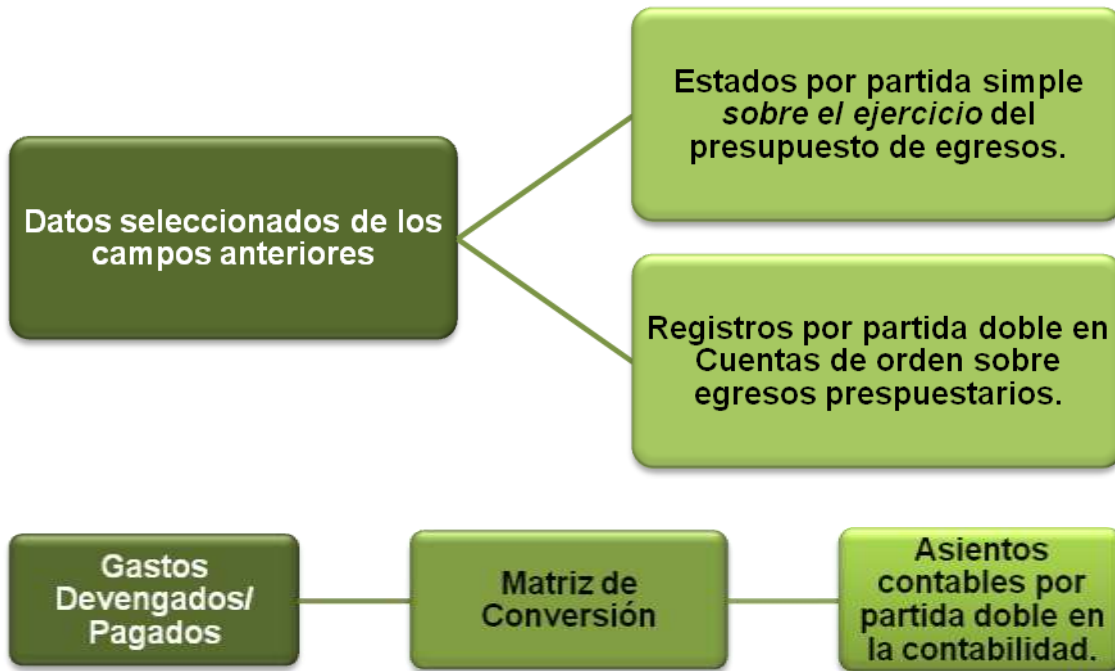 Datos seleccionados de los
campos anteriores
Estados por partida simple
sobre el ejercicio del
presupuesto de egresos.
Registros por partida doble en
Cuentas de orden sobre
egresos prespuestarios.
Gastos
Devengados/
Pagados
Matriz de
Conversión
Asientos
contables por
partida doble en
la contabilidad.